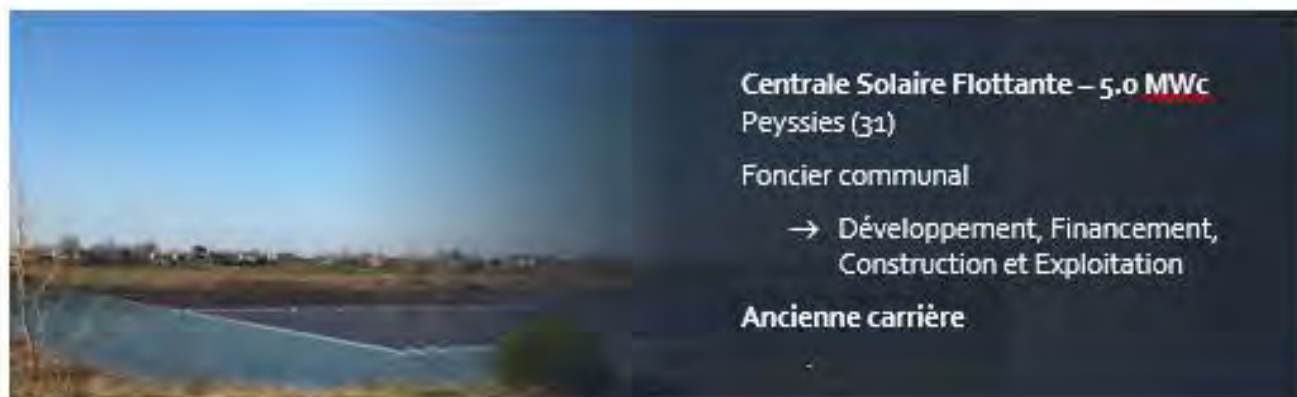 Centrale Solaire Flottante – 5.0 MWc
Peyssies (31)
Foncier communal
→ Développement, Financement,
Construction et Exploitation
Ancienne carrière